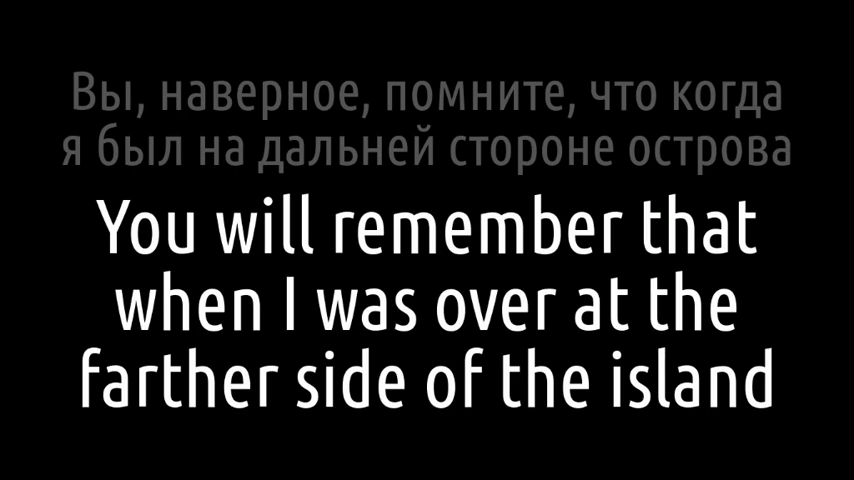 Вы, наверное, помните, что когда
я был на дальней стороне острова
You will remember that
when I was over at the
farther side of the island